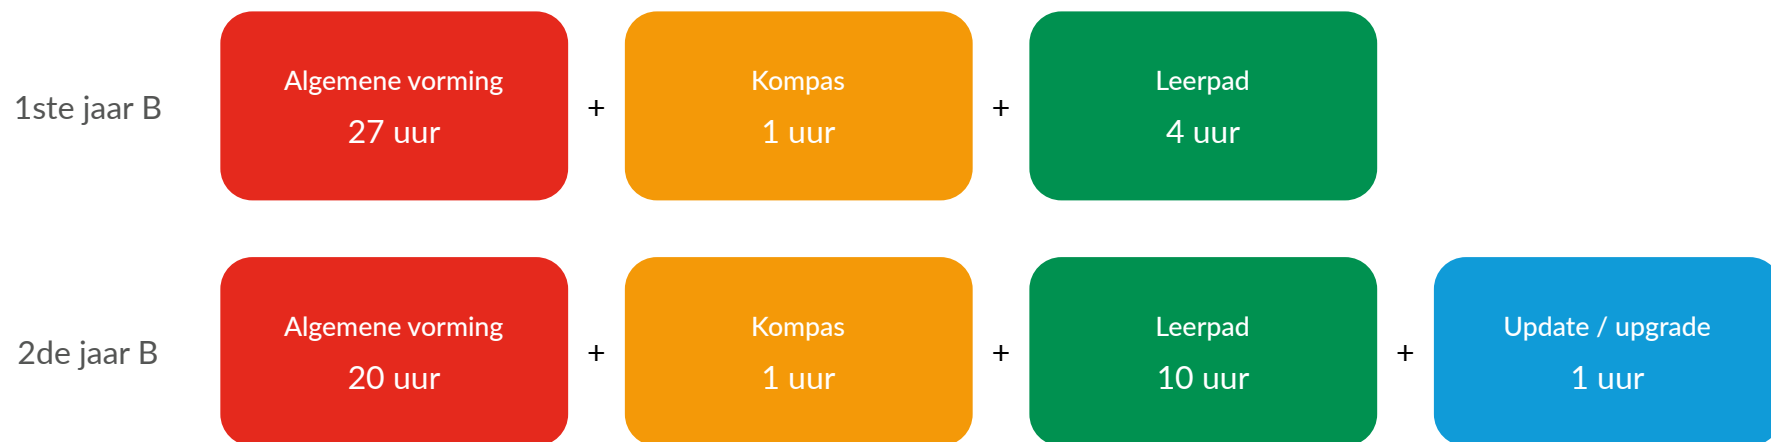 1ste jaar B
Algemene vorming
27 uur
+
Kompas
1 uur
+
Leerpad
4 uur
2de jaar B
Algemene vorming
20 uur
+
Kompas
1 uur
+
Leerpad
10 uur
+
Update / upgrade
1 uur